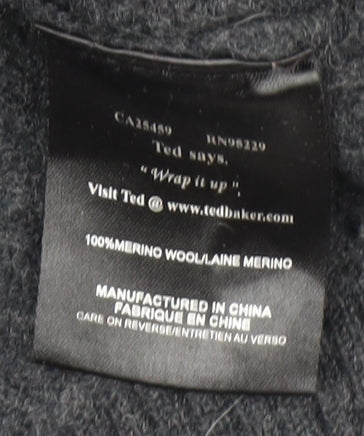 CA25459 RN98229
Ted says,
"Wrap it up".
Visit Ted @ www.tedbaker.com
100%MERINO WOOL/LAINE MERINO
MANUFACTURED IN CHINA
FABRIQUE EN CHINE
CARE ON REVERSE/ENTRETIEN AU VERSO